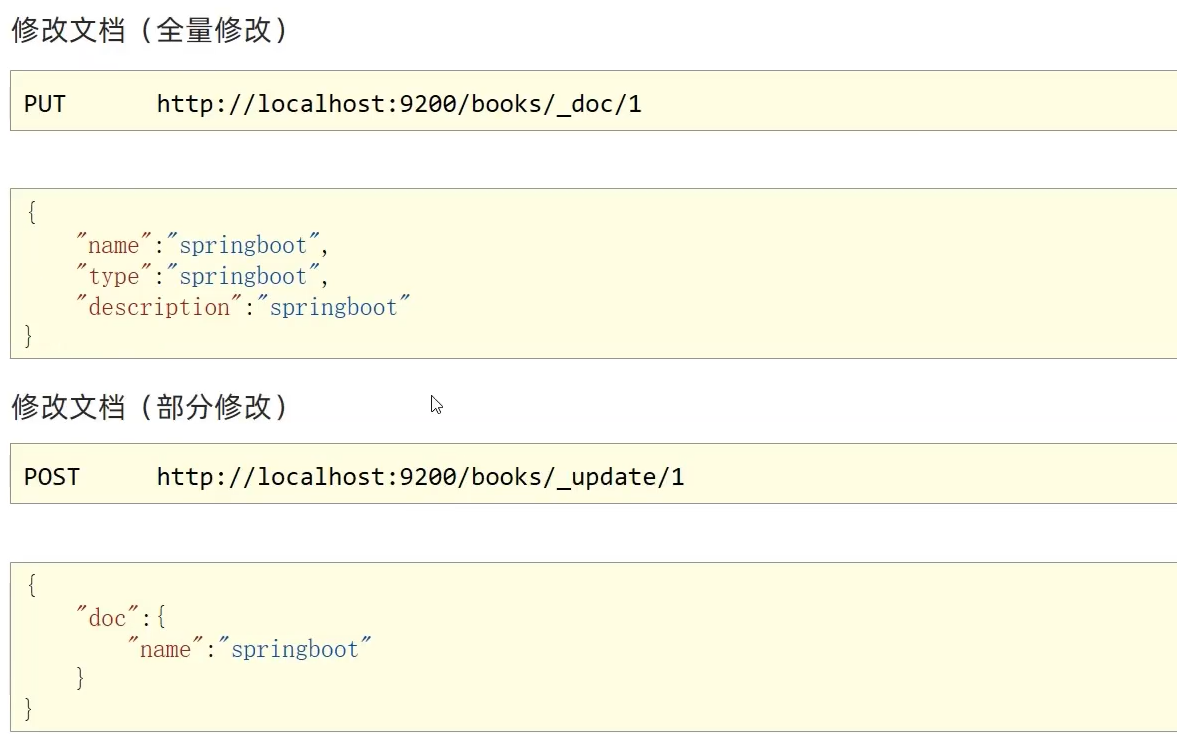 修改文档（全量修改）
PUT      http://localhost:9200/books/_doc/1
{
    "name":"springboot",
    "type":"springboot",
    "description":"springboot"
}
修改文档（部分修改）
POST     http://localhost:9200/books/_update/1
{
    "doc":{
        "name":"springboot"
    }
}